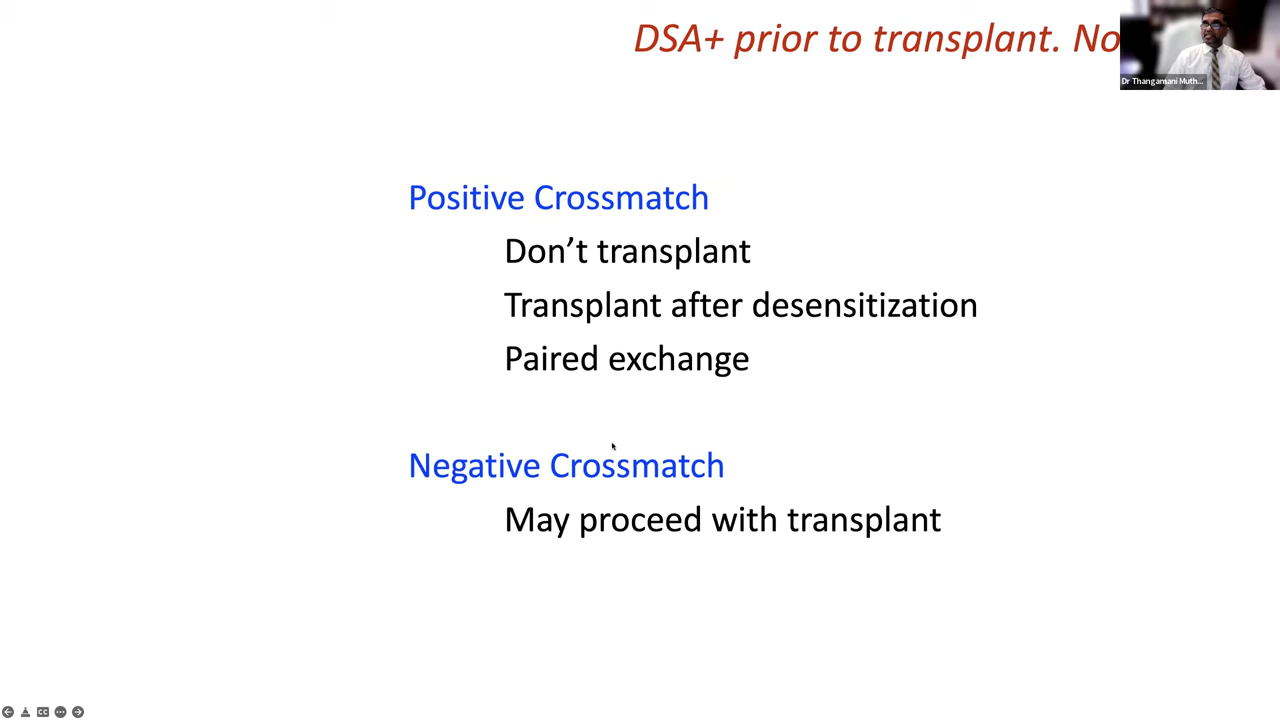 DSA+ prior to transplant. No
Dr Thangamani Muth...
Positive Crossmatch
Don’t transplant
Transplant after desensitization
Paired exchange
Negative Crossmatch
May proceed with transplant